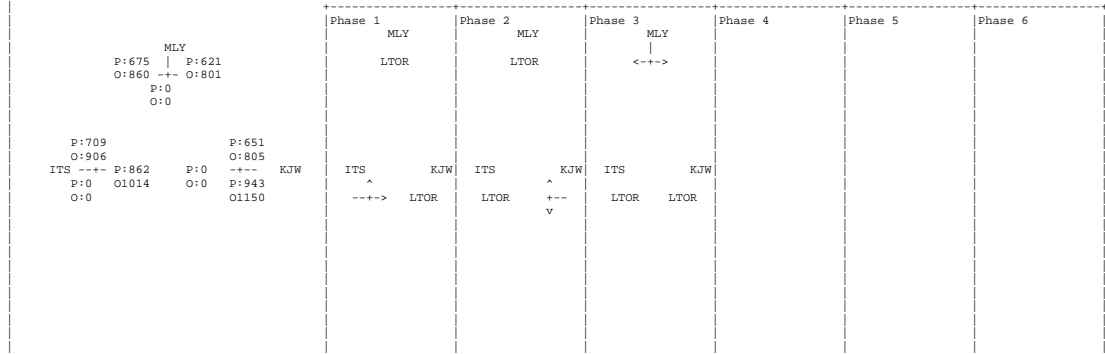 Phase 1 Phase 2 Phase 3 Phase 4 Phase 5 Phase 6
MLY MLY MLY
MLY
P:675 | P:621 LTOR LTOR <-+->
O:860 -+- O:801
P:0
O:0
P:709 P:651
O:906 O:805
ITS --+- P:862 P:0 -+-- KJW ITS KJW ITS KJW ITS KJW
P:0 O1014 O:0 P:943 ^ ^
O:0 O1150 --+-> LTOR LTOR +-- LTOR LTOR
v